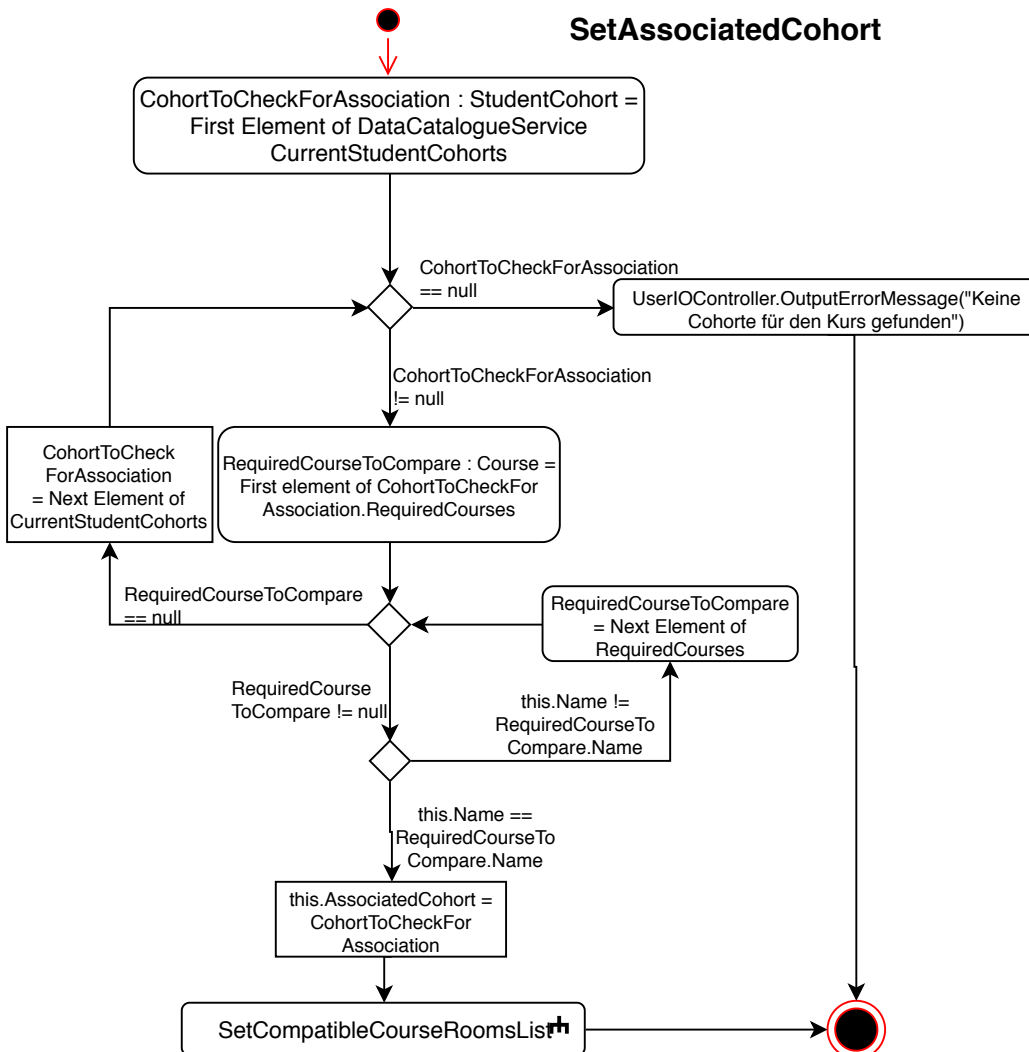 SetAssociatedCohort
CohortToCheckForAssociation : StudentCohort =
First Element of DataCatalogueService
CurrentStudentCohorts
CohortToCheckForAssociation
== null
UserIOController.OutputErrorMessage("Keine
Cohorte für den Kurs gefunden")
CohortToCheckForAssociation
!= null
CohortToCheck
ForAssociation
= Next Element of
CurrentStudentCohorts
RequiredCourseToCompare : Course =
First element of CohortToCheckFor
Association.RequiredCourses
RequiredCourseToCompare
== null
RequiredCourseToCompare
= Next Element of
RequiredCourses
RequiredCourse
ToCompare != null
this.Name !=
RequiredCourseTo
Compare.Name
this.Name ==
RequiredCourseTo
Compare.Name
this.AssociatedCohort =
CohortToCheckFor
Association
SetCompatibleCourseRoomsList